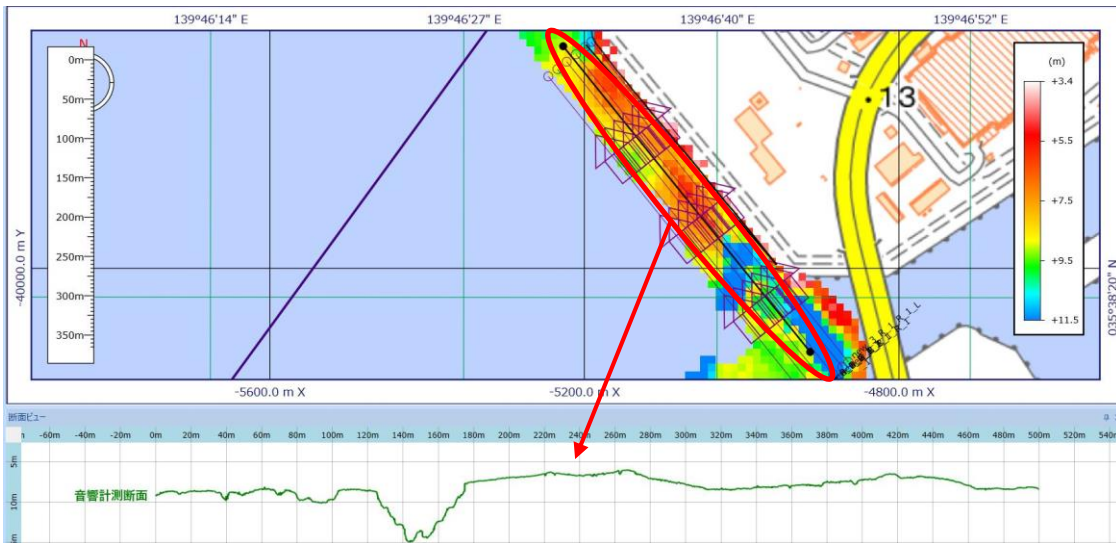 139°46'14" E 139°46'27" E 139°46'40" E 139°46'52" E
N
0m
50m
100m
150m
200m
250m
300m
350m
-40000.0 m Y
13
(m)
+3.4
+5.5
+7.5
+9.5
+11.5
035°38'20" N
-5600.0 m X -5200.0 m X -4800.0 m X
断面ビュー
-60m -40m -20m 0m 20m 40m 60m 80m 100m 120m 140m 160m 180m 200m 220m 240m 260m 280m 300m 320m 340m 360m 380m 400m 420m 440m 460m 480m 500m 520m
5m
音響計測断面
10m